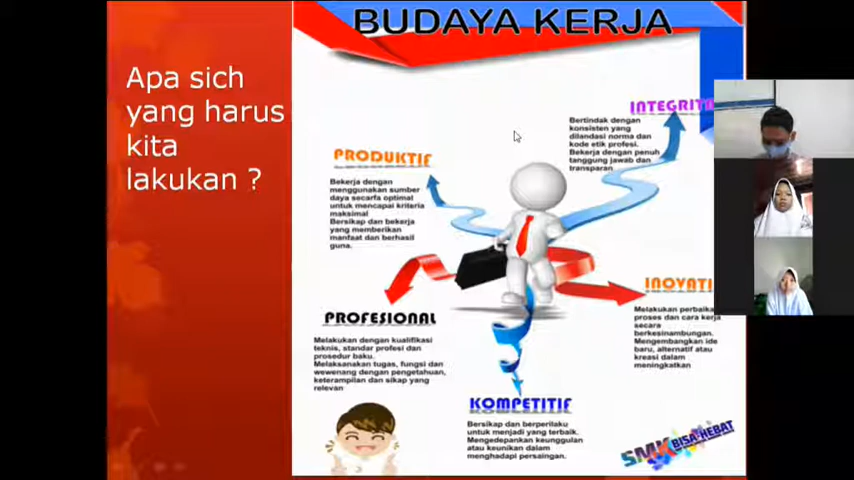 BUDAYA KERJA
Apa sich
yang harus
kita
lakukan ?
INTEGRIT
Bertindak dengan
konsisten yang
dilandasi norma dan
kode etik profesi.
Bekerja dengan penuh
tanggung jawab dan
transparan
PRODUKTIF
Bekerja dengan
menggunakan sumber
daya secarfa optimal
untuk mencapai kriteria
maksimal
Bersikap dan bekerja
yang memberikan
manfaat dan berhasil
guna.
INOVATI
Melakukan perbaika
proses dan cara kerja
secara
berkesinambungan.
Mengembangkan ide
baru, alternatif atau
kreasi dalam
meningkatkan
PROFESIONAL
Melakukan dengan kualifikasi
teknis, standar profesi dan
prosedur baku.
Melaksanakan tugas, fungsi dan
wewenang dengan pengetahuan,
keterampilan dan sikap yang
relevan
KOMPETITIF
Bersikap dan berperilaku
untuk menjadi yang terbaik.
Mengedepankan keunggulan
atau keunikan dalam
menghadapi persaingan.
SMK BISA-HEBAT